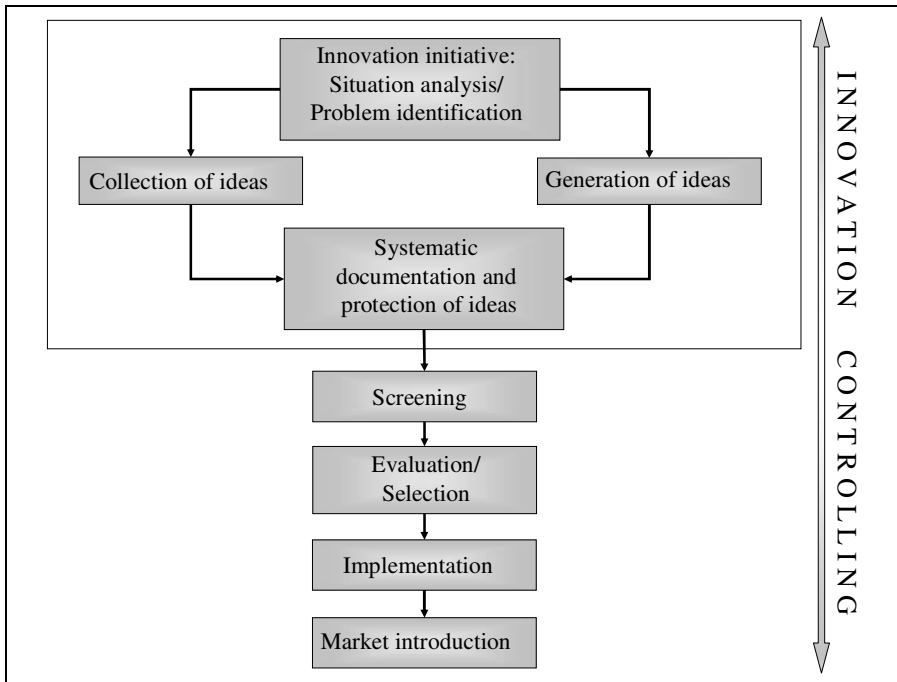 Innovation initiative:
Situation analysis/
Problem identification
Collection of ideas
Generation of ideas
Systematic
documentation and
protection of ideas
Screening
Evaluation/
Selection
Implementation
Market introduction
INNOVATION CONTROLLING